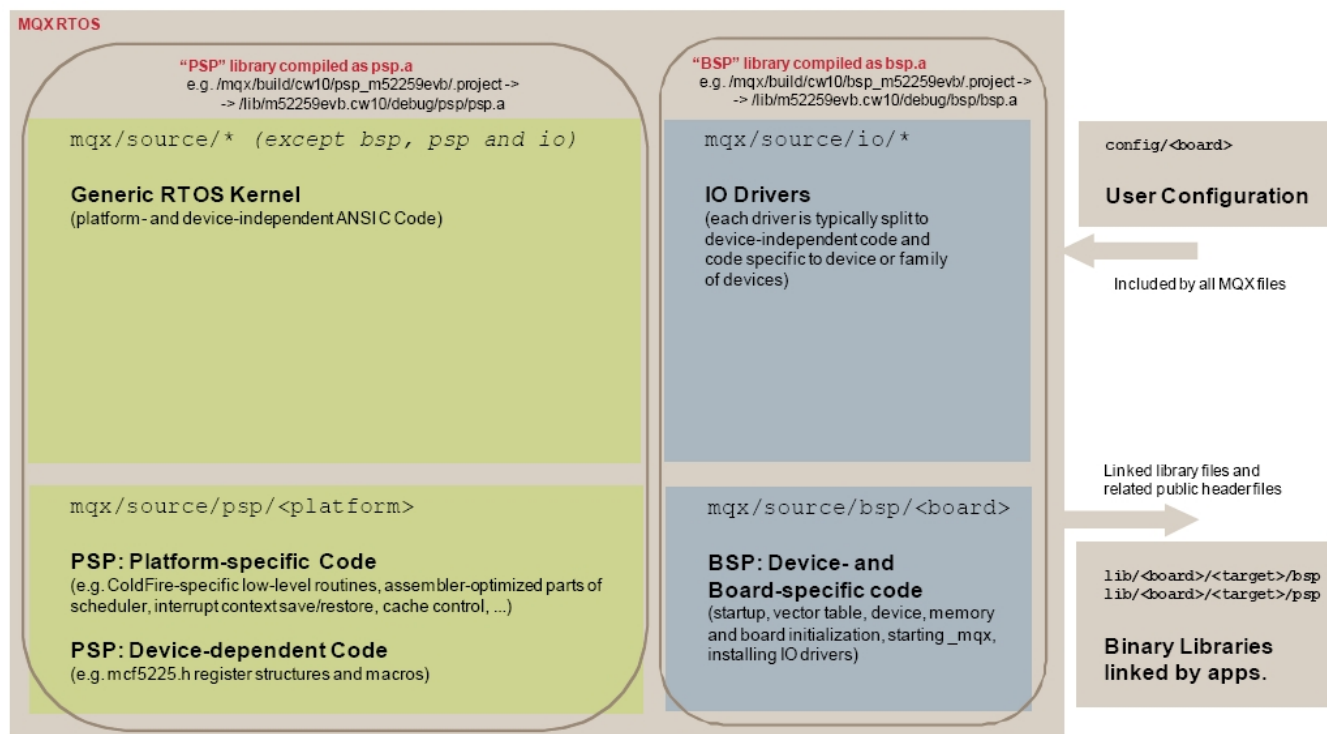 MQX RTOS
“PSP” library compiled as psp.a
e.g. /mqx/build/cw10/psp_m52259evb/.project ->
-> /lib/m52259evb.cw10/debug/psp/psp.a
mqx/source/* (except bsp, psp and io)
Generic RTOS Kernel
(platform- and device-independent ANSI C Code)
“BSP” library compiled as bsp.a
e.g. /mqx/build/cw10/bsp_m52259evb/.project ->
-> /lib/m52259evb.cw10/debug/bsp/bsp.a
mqx/source/io/*
IO Drivers
(each driver is typically split to
device-independent code and
code specific to device or family
of devices)
config/<board>
User Configuration
Included by all MQX files
mqx/source/psp/<platform>
PSP: Platform-specific Code
(e.g. ColdFire-specific low-level routines, assembler-optimized parts of
scheduler, interrupt context save/restore, cache control, ...)
PSP: Device-dependent Code
(e.g. mcf5225.h register structures and macros)
mqx/source/bsp/<board>
BSP: Device- and
Board-specific code
(startup, vector table, device, memory
and board initialization, starting _mqx,
installing IO drivers)
Linked library files and
related public header files
lib/<board>/<target>/bsp
lib/<board>/<target>/psp
Binary Libraries
linked by apps.